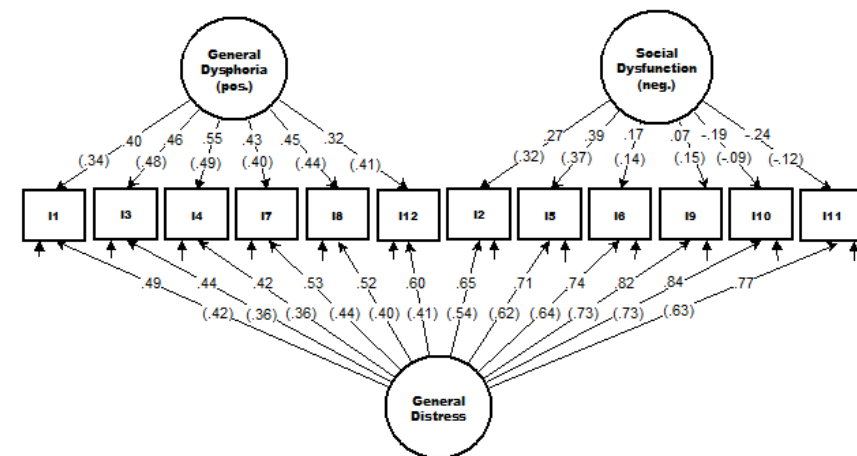 General
Dysphoria
(pos.)
Social
Dysfunction
(neg.)
.40 .46 .55 .43 .45 .32 .27 .39 .17 .07 -.19 -.24
(.34) (.48) (.49) (.40) (.44) (.41) (.32) (.37) (.14) (.15) (-.09) (-.12)
I1 I3 I4 I7 I8 I12 I2 I5 I6 I9 I10 I11
.49 .44 .42 .53 .52 .60 .65 .71 .74 .82 .84 .77
(.42) (.36) (.36) (.44) (.40) (.41) (.54) (.62) (.64) (.73) (.73) (.63)
General
Distress